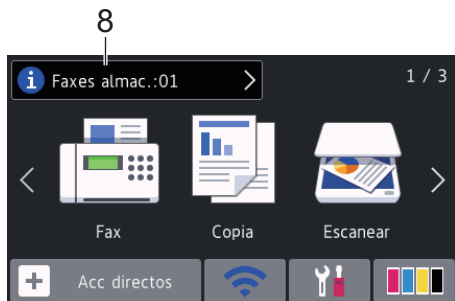 8
Faxes almac.:01
1 / 3
Fax Copia Escanear
Acc directos